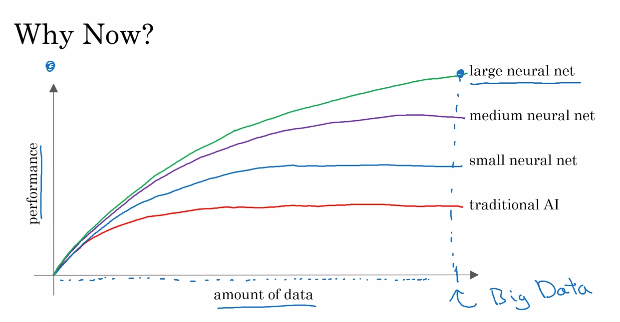 Why Now?
large neural net
medium neural net
small neural net
traditional AI
performance
amount of data
Big Data